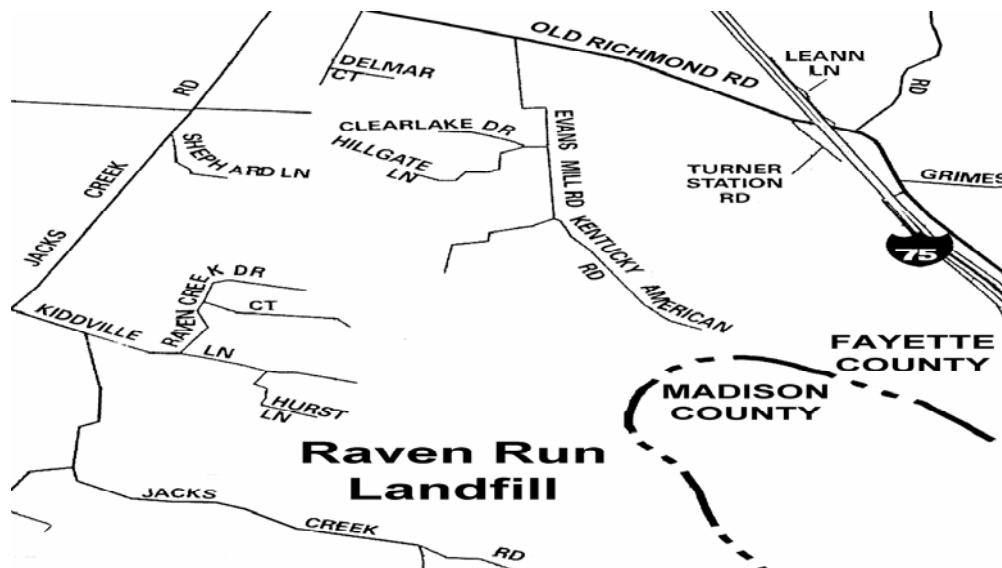 OLD RICHMOND RD
LEANN
LN
RD
DELMAR
CT
RD
CLEARLAKE DR
HILLGATE
LN
EVANS MILL RD
SHEPHARD LN
TURNER
STATION
RD
GRIMES
JACKS CREEK
KENTUCKY AMERICAN
RD
75
RAVEN CREEK DR
CT
KIDDVILLE
LN
FAYETTE
COUNTY
MADISON
COUNTY
HURST
LN
Raven Run
Landfill
JACKS CREEK RD